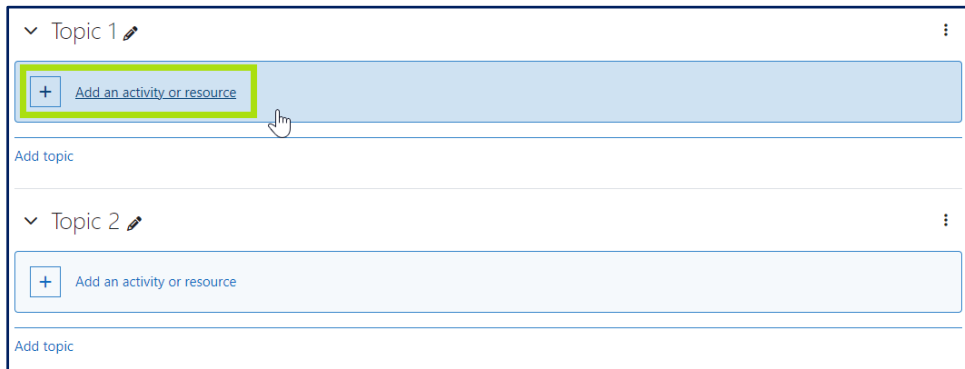 Topic 1
Add an activity or resource
Add topic
Topic 2
Add an activity or resource
Add topic